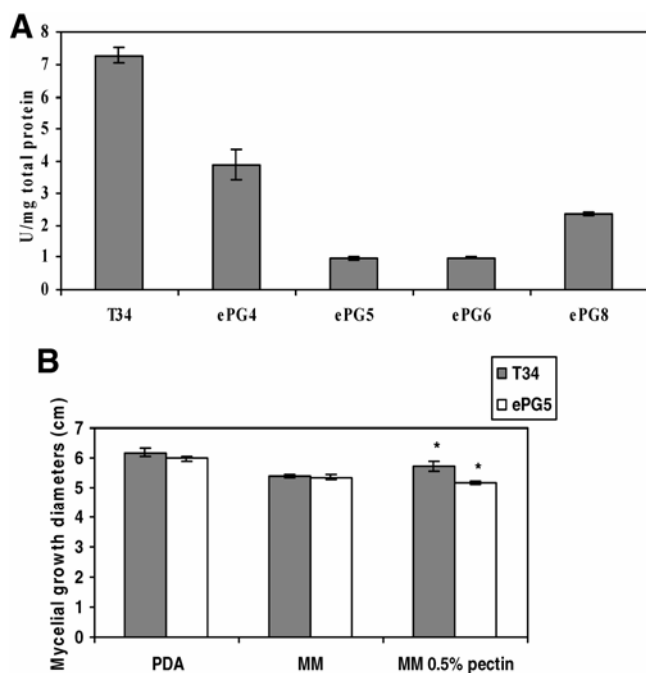 A
8
7
6
5
4
3
2
1
0
U/mg total protein
T34 ePG4 ePG5 ePG6 ePG8
B
T34
ePG5
7
6
5
4
3
2
1
0
Mycelial growth diameters (cm)
* *
PDA MM MM 0.5% pectin